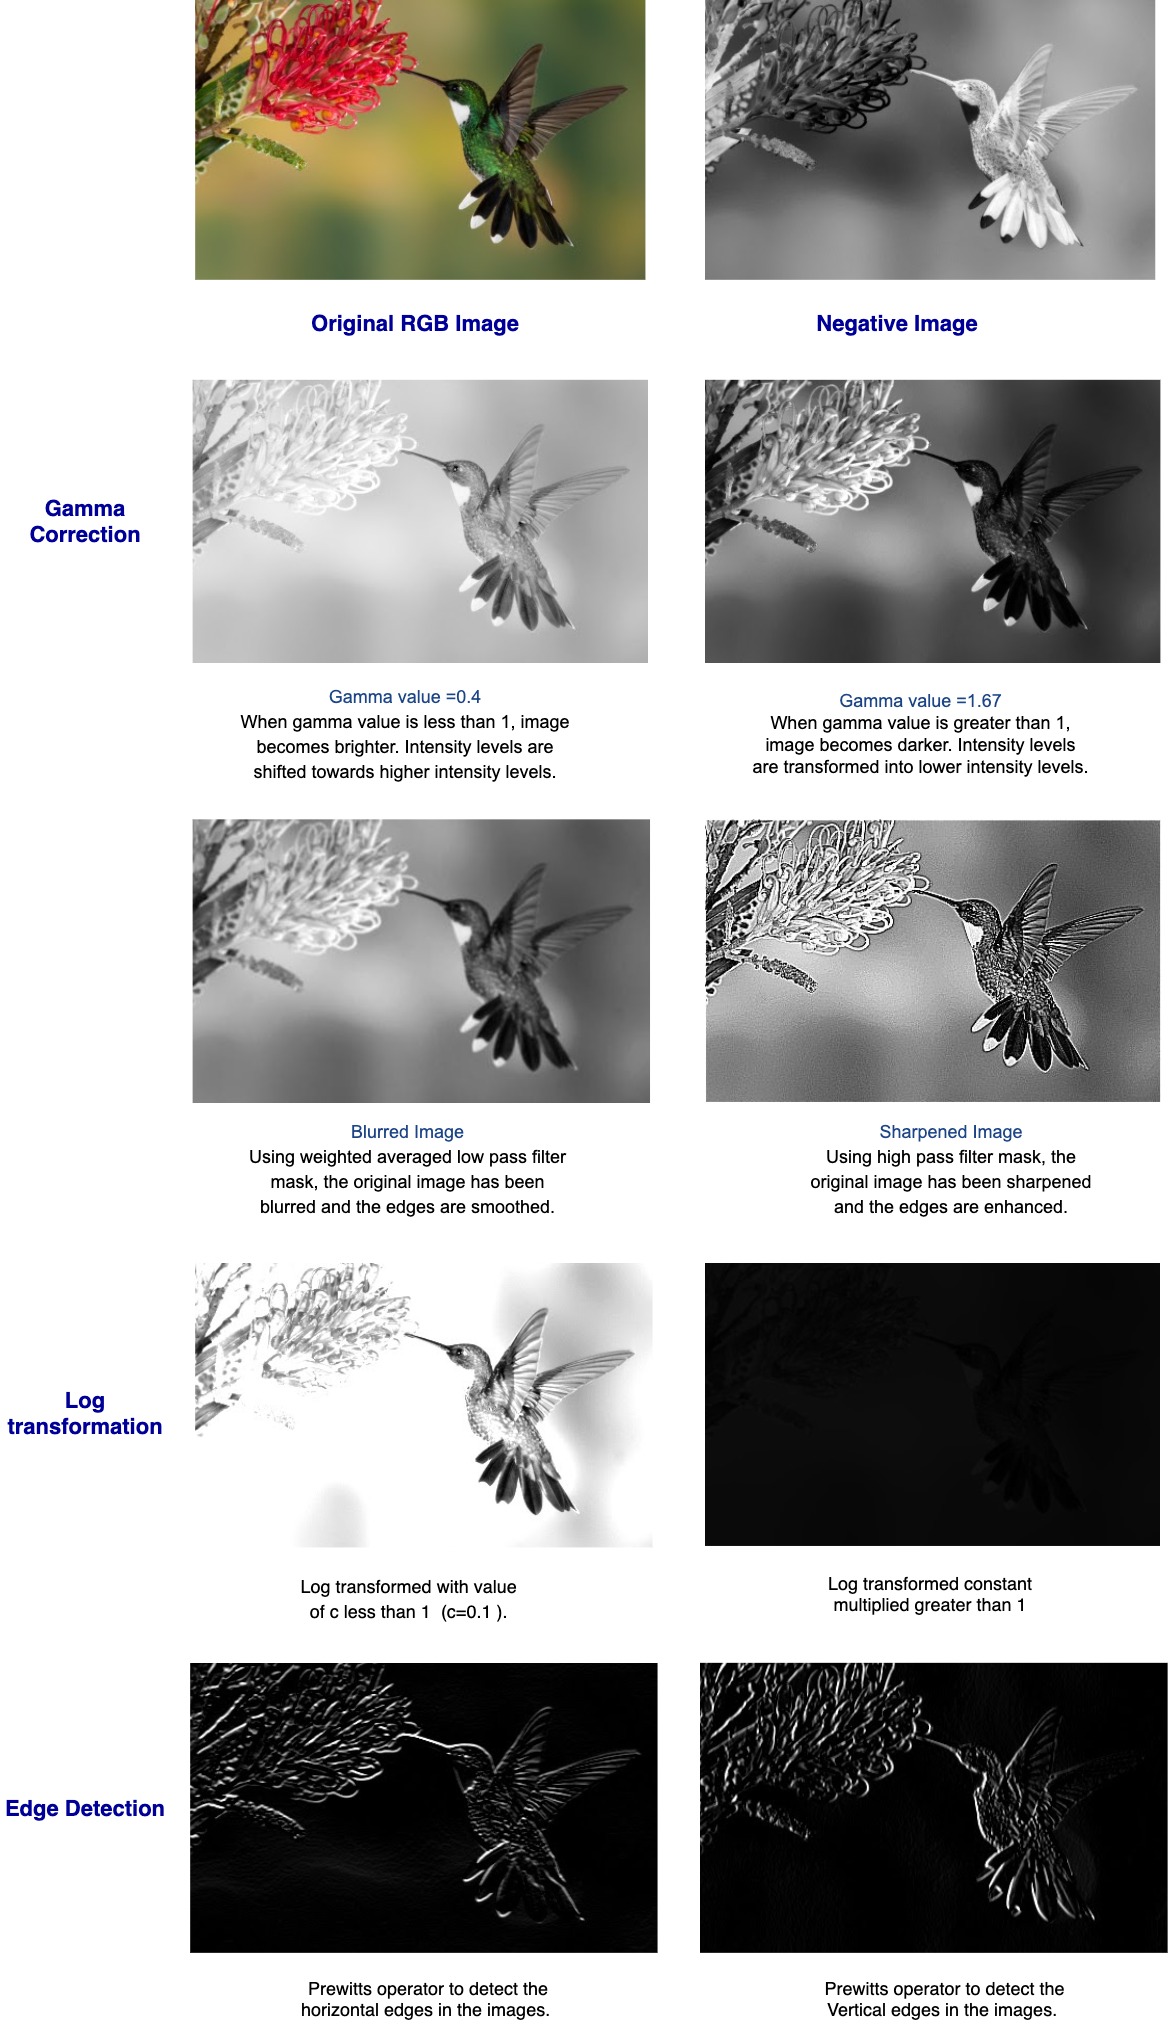 Original RGB Image
Negative Image
Gamma
Correction
Gamma value =0.4
When gamma value is less than 1, image
becomes brighter. Intensity levels are
shifted towards higher intensity levels.
Gamma value =1.67
When gamma value is greater than 1,
image becomes darker. Intensity levels
are transformed into lower intensity levels.
Blurred Image
Using weighted averaged low pass filter
mask, the original image has been
blurred and the edges are smoothed.
Sharpened Image
Using high pass filter mask, the
original image has been sharpened
and the edges are enhanced.
Log
transformation
Log transformed with value
of c less than 1  (c=0.1 ).
Log transformed constant
multiplied greater than 1
Edge Detection
Prewitts operator to detect the
horizontal edges in the images.
Prewitts operator to detect the
Vertical edges in the images.